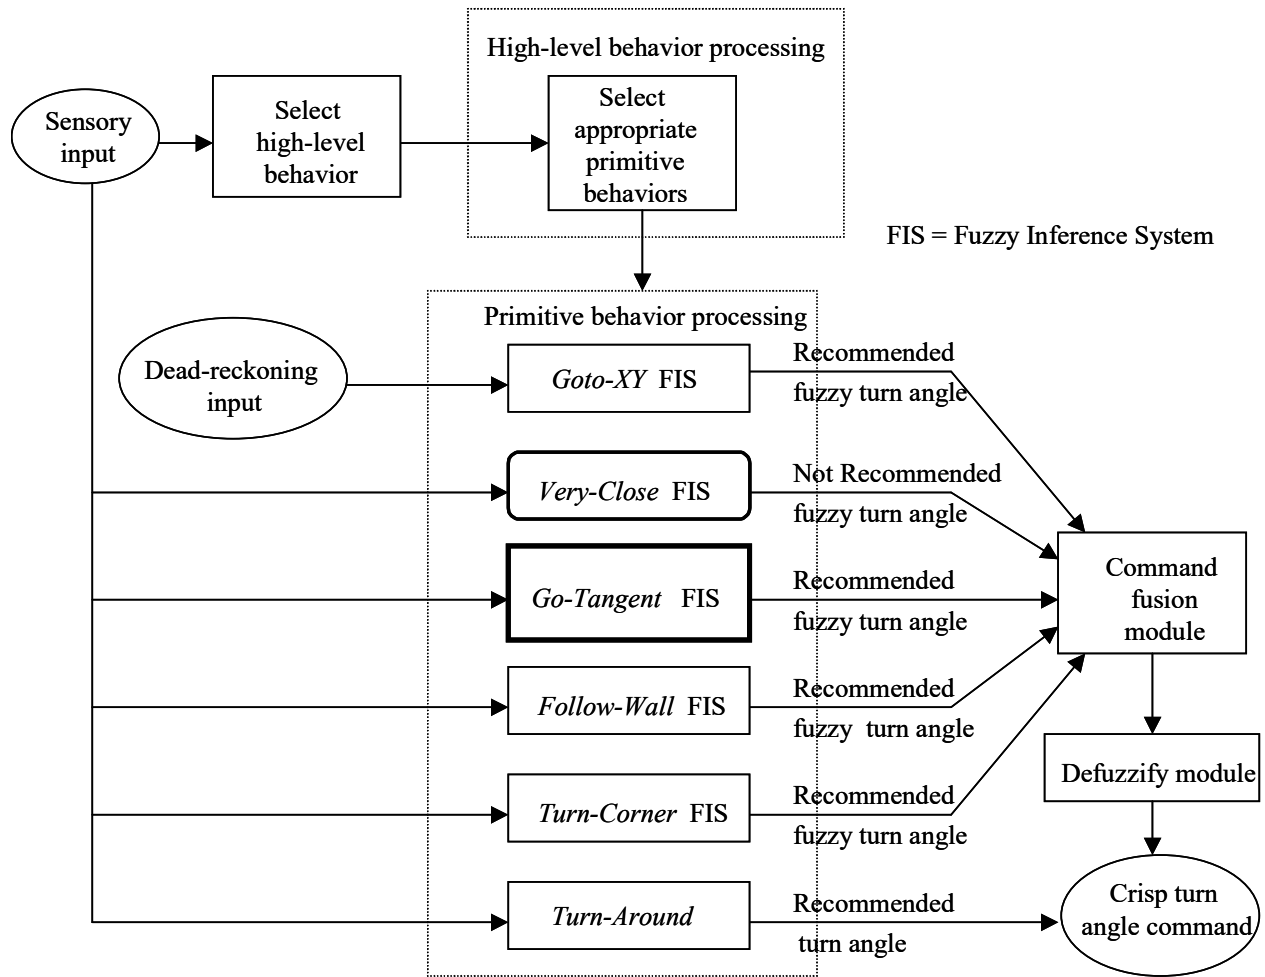 High-level behavior processing
Sensory
input
Select
high-level
behavior
Select
appropriate
primitive
behaviors
FIS = Fuzzy Inference System
Primitive behavior processing
Dead-reckoning
input
Goto-XY FIS
Recommended
fuzzy turn angle
Very-Close FIS
Not Recommended
fuzzy turn angle
Go-Tangent FIS
Recommended
fuzzy turn angle
Follow-Wall FIS
Recommended
fuzzy turn angle
Turn-Corner FIS
Recommended
fuzzy turn angle
Turn-Around
Recommended
turn angle
Command
fusion
module
Defuzzify module
Crisp turn
angle command